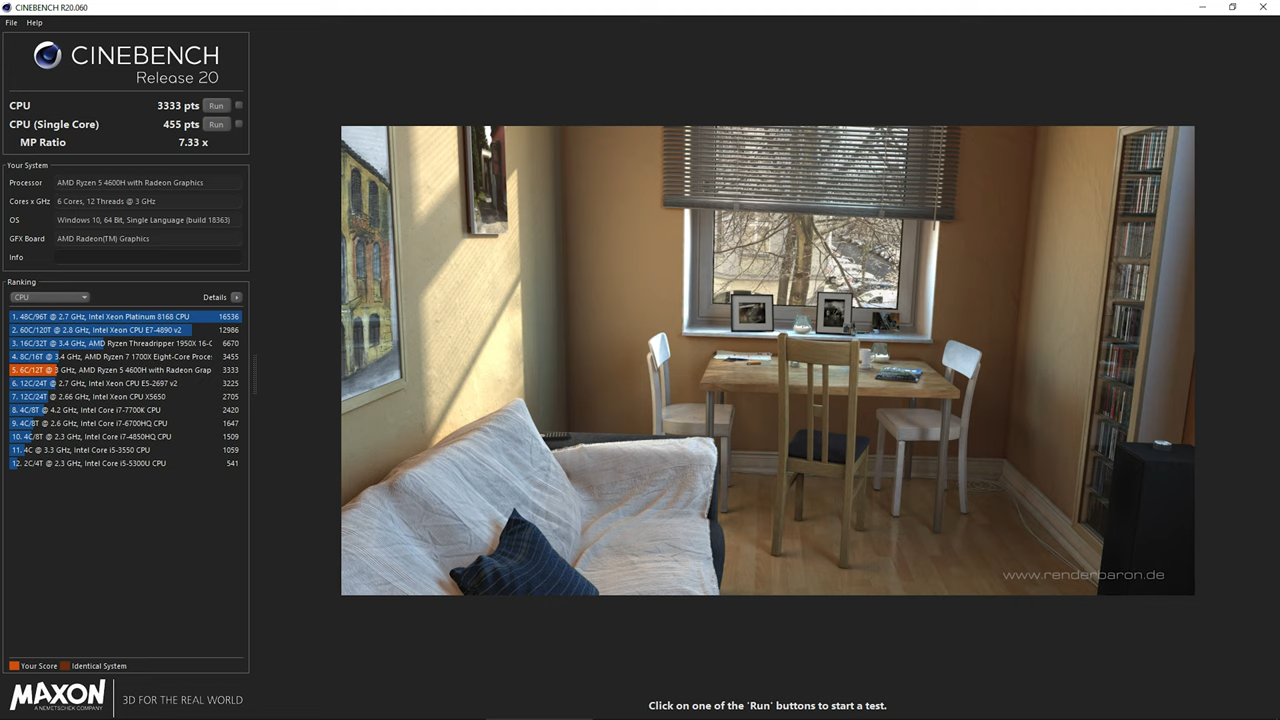 CINEBENCH R20.060
File Help
CINEBENCH
Release 20
CPU 3333 pts Run
CPU (Single Core) 455 pts Run
MP Ratio 7.33 x
Your System
Processor AMD Ryzen 5 4600H with Radeon Graphics
Cores x GHz 6 Cores, 12 Threads @ 3 GHz
OS Windows 10, 64 Bit, Single Language (build 18363)
GFX Board AMD Radeon(TM) Graphics
Info
Ranking
CPU Details
1. 48C/96T @ 2.7 GHz, Intel Xeon Platinum 8168 CPU 16536
2. 60C/120T @ 2.8 GHz, Intel Xeon CPU E7-4890 v2 12986
3. 16C/32T @ 3.4 GHz, AMD Ryzen Threadripper 1950X 16-C 6670
4. 8C/16T @ 3.4 GHz, AMD Ryzen 7 1700X Eight-Core Proce: 3455
5. 6C/12T @ 3 GHz, AMD Ryzen 5 4600H with Radeon Grap 3333
6. 12C/24T @ 2.7 GHz, Intel Xeon CPU E5-2697 v2 3225
7. 12C/24T @ 2.66 GHz, Intel Xeon CPU X5650 2705
8. 4C/8T @ 4.2 GHz, Intel Core i7-7700K CPU 2420
9. 4C/8T @ 2.6 GHz, Intel Core i7-6700HQ CPU 1647
10. 4C/8T @ 2.3 GHz, Intel Core i7-4850HQ CPU 1509
11. 4C @ 3.3 GHz, Intel Core i5-3550 CPU 1059
12. 2C/4T @ 2.3 GHz, Intel Core i5-5300U CPU 541
www.renderbaron.de
Your Score Identical System
MAXON
A NEMETSCHEK COMPANY
3D FOR THE REAL WORLD
Click on one of the 'Run' buttons to start a test.